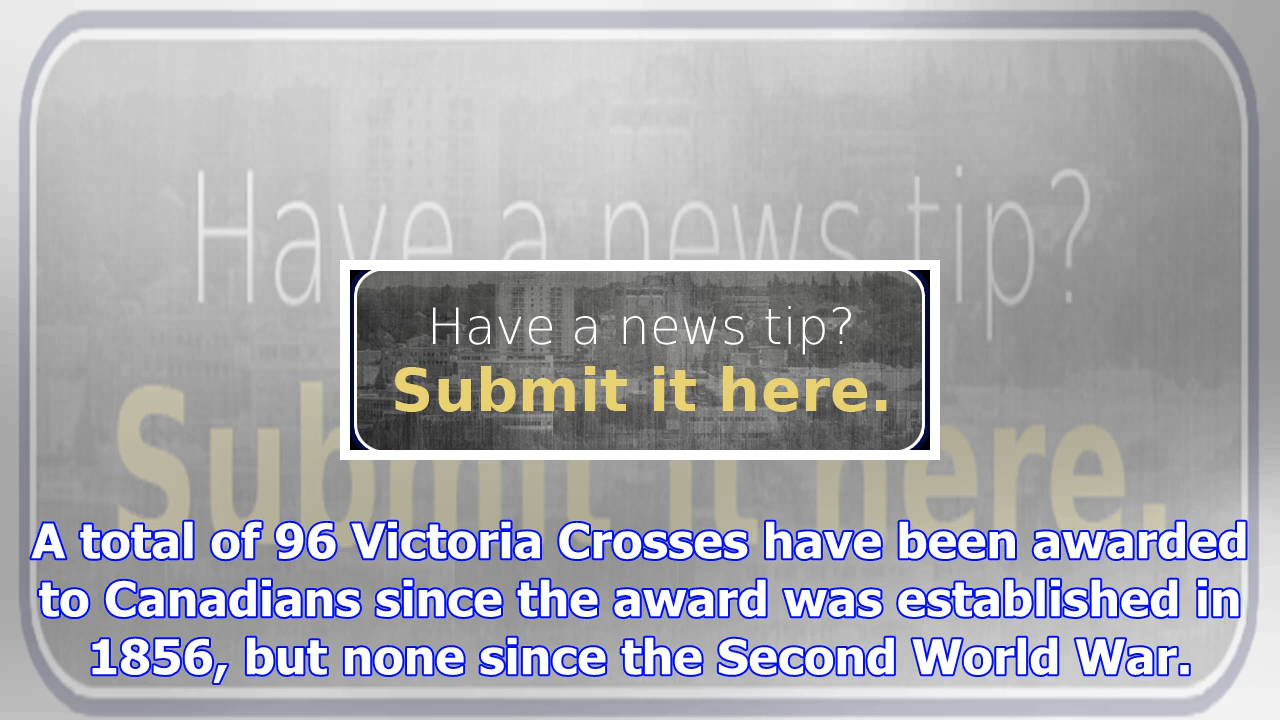 Have a news tip?
Submit it here.
Have a news tip?
Submit it here.
A total of 96 Victoria Crosses have been awarded
to Canadians since the award was established in
1856, but none since the Second World War.